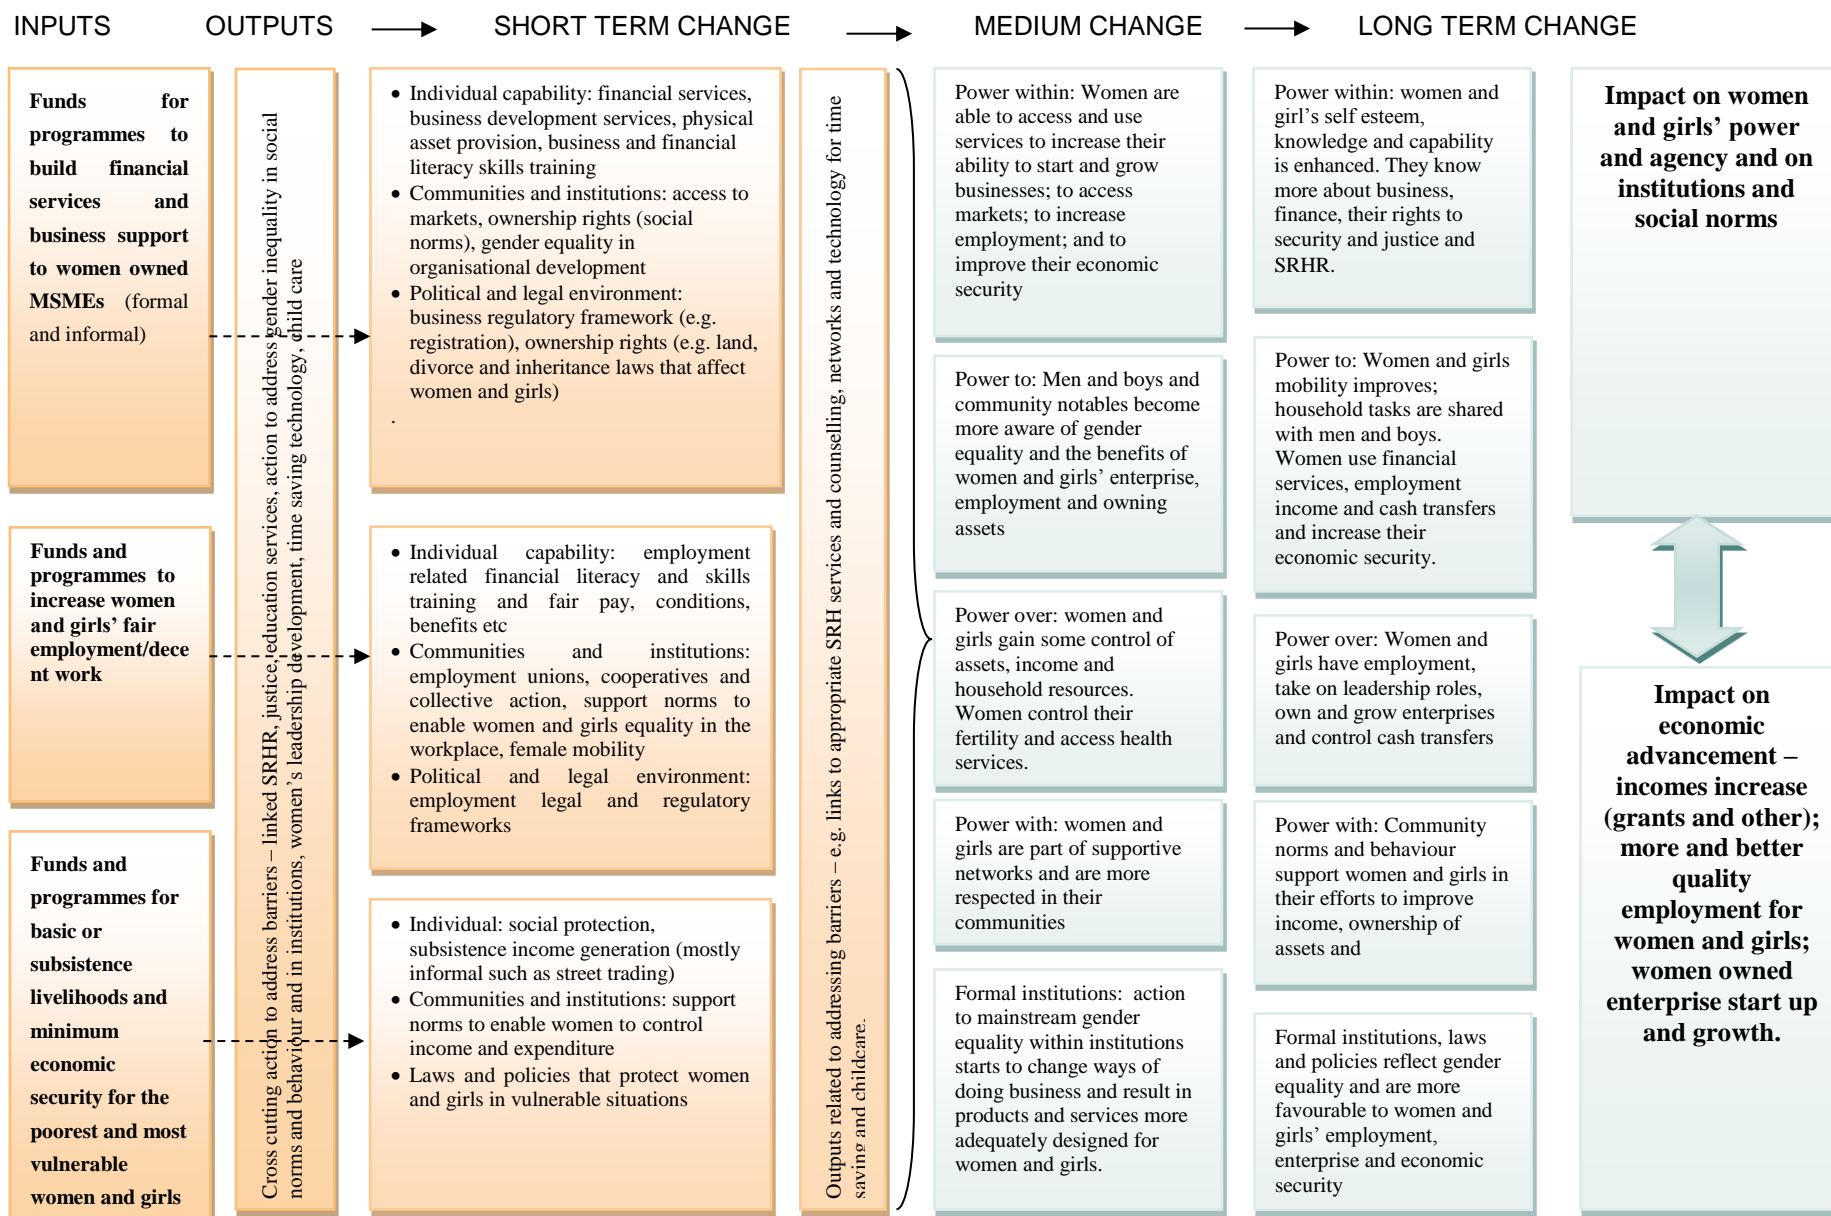 INPUTS
OUTPUTS
SHORT TERM CHANGE
MEDIUM CHANGE
LONG TERM CHANGE
Funds for
programmes to
build financial
services and
business support
to women owned
MSMEs (formal
and informal)
Funds and
programmes to
increase women
and girls’ fair
employment/dece
nt work
Funds and
programmes for
basic or
subsistence
livelihoods and
minimum
economic
security for the
poorest and most
vulnerable
women and girls
Cross cutting action to address barriers – linked SRHR, justice, education services, action to address gender inequality in social
norms and behaviour and in institutions, women’s leadership development, time saving technology, child care
• Individual capability: financial services,
business development services, physical
asset provision, business and financial
literacy skills training
• Communities and institutions: access to
markets, ownership rights (social
norms), gender equality in
organisational development
• Political and legal environment:
business regulatory framework (e.g.
registration), ownership rights (e.g. land,
divorce and inheritance laws that affect
women and girls)
.
• Individual capability: employment
related financial literacy and skills
training and fair pay, conditions,
benefits etc
• Communities and institutions:
employment unions, cooperatives and
collective action, support norms to
enable women and girls equality in the
workplace, female mobility
• Political and legal environment:
employment legal and regulatory
frameworks
• Individual: social protection,
subsistence income generation (mostly
informal such as street trading)
• Communities and institutions: support
norms to enable women to control
income and expenditure
• Laws and policies that protect women
and girls in vulnerable situations
Outputs related to addressing barriers – e.g. links to appropriate SRH services and counselling, networks and technology for time
saving and childcare.
Power within: Women are
able to access and use
services to increase their
ability to start and grow
businesses; to access
markets; to increase
employment; and to
improve their economic
security
Power to: Men and boys and
community notables become
more aware of gender
equality and the benefits of
women and girls’ enterprise,
employment and owning
assets
Power over: women and
girls gain some control of
assets, income and
household resources.
Women control their
fertility and access health
services.
Power with: women and
girls are part of supportive
networks and are more
respected in their
communities
Formal institutions: action
to mainstream gender
equality within institutions
starts to change ways of
doing business and result in
products and services more
adequately designed for
women and girls.
Power within: women and
girl’s self esteem,
knowledge and capability
is enhanced. They know
more about business,
finance, their rights to
security and justice and
SRHR.
Power to: Women and girls
mobility improves;
household tasks are shared
with men and boys.
Women use financial
services, employment
income and cash transfers
and increase their
economic security.
Power over: Women and
girls have employment,
take on leadership roles,
own and grow enterprises
and control cash transfers
Power with: Community
norms and behaviour
support women and girls in
their efforts to improve
income, ownership of
assets and
Formal institutions, laws
and policies reflect gender
equality and are more
favourable to women and
girls’ employment,
enterprise and economic
security
Impact on women
and girls’ power
and agency and on
institutions and
social norms
Impact on
economic
advancement –
incomes increase
(grants and other);
more and better
quality
employment for
women and girls;
women owned
enterprise start up
and growth.